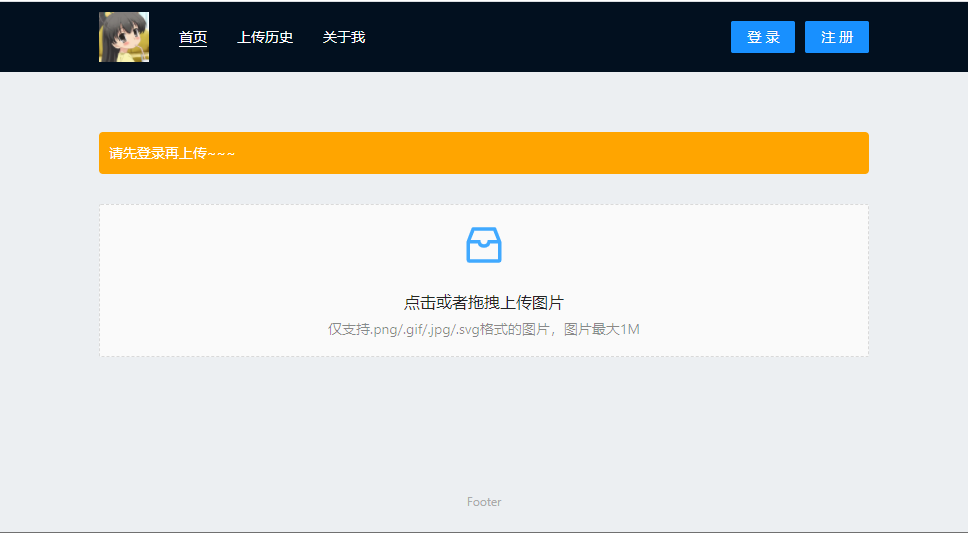 首页 上传历史 关于我 登 录 注 册
请先登录再上传~~~
点击或者拖拽上传图片
仅支持.png/.gif/.jpg/.svg格式的图片，图片最大1M
Footer